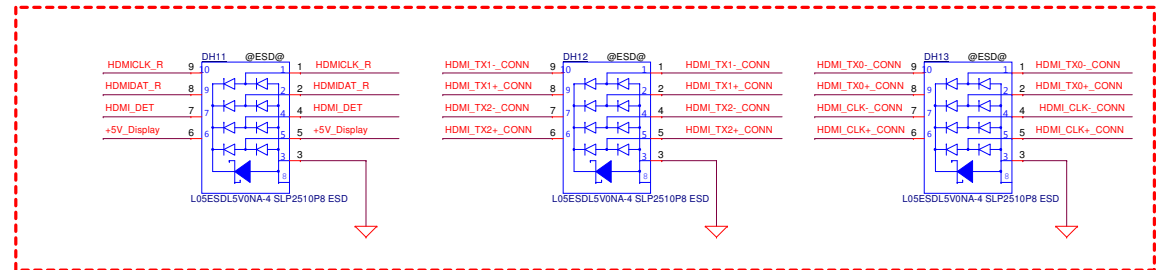 DH11 @ESD@
HDMICLK_R 9 10 1 1 HDMICLK_R
HDMIDAT_R 8 9 2 2 HDMIDAT_R
HDMI_DET 7 7 4 4 HDMI_DET
+5V_Display 6 6 5 5 +5V_Display
3 3
8
L05ESDL5V0NA-4 SLP2510P8 ESD
DH12 @ESD@
HDMI_TX1-_CONN 9 10 1 1 HDMI_TX1-_CONN
HDMI_TX1+_CONN 8 9 2 2 HDMI_TX1+_CONN
HDMI_TX2-_CONN 7 7 4 4 HDMI_TX2-_CONN
HDMI_TX2+_CONN 6 6 5 5 HDMI_TX2+_CONN
3 3
8
L05ESDL5V0NA-4 SLP2510P8 ESD
DH13 @ESD@
HDMI_TX0-_CONN 9 10 1 1 HDMI_TX0-_CONN
HDMI_TX0+_CONN 8 9 2 2 HDMI_TX0+_CONN
HDMI_CLK-_CONN 7 7 4 4 HDMI_CLK-_CONN
HDMI_CLK+_CONN 6 6 5 5 HDMI_CLK+_CONN
3 3
8
L05ESDL5V0NA-4 SLP2510P8 ESD